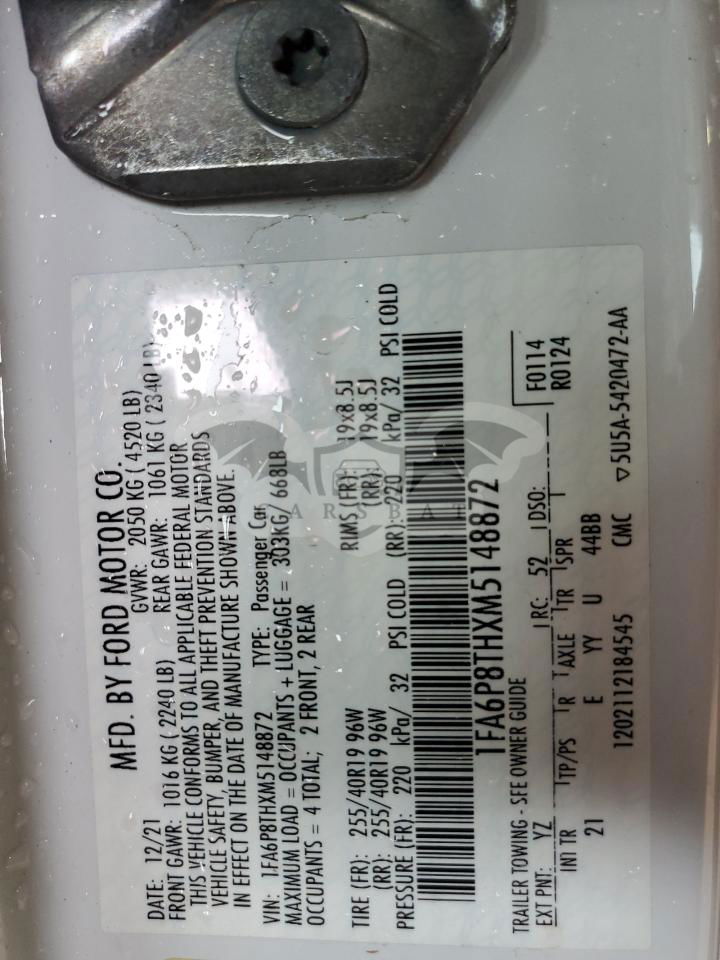 MFD. BY FORD MOTOR CO.
DATE: 12/21 GVWR: 2050 KG ( 4520 LB)
FRONT GAWR: 1016 KG ( 2240 LB) REAR GAWR: 1061 KG ( 2340 LB)
THIS VEHICLE CONFORMS TO ALL APPLICABLE FEDERAL MOTOR
VEHICLE SAFETY, BUMPER, AND THEFT PREVENTION STANDARDS
IN EFFECT ON THE DATE OF MANUFACTURE SHOWN ABOVE.
VIN: 1FA6P8THXM5148872 TYPE: Passenger Car
MAXIMUM LOAD = OCCUPANTS + LUGGAGE = 303KG/ 668LB
OCCUPANTS = 4 TOTAL; 2 FRONT, 2 REAR
TIRE (FR): 255/40R19 96W RIMS (FR): 19x8.5J
(RR): 255/40R19 96W (RR): 19x8.5J
PRESSURE (FR): 220 kPa/ 32 PSI COLD (RR): 220 kPa/ 32 PSI COLD
1FA6P8THXM5148872
TRAILER TOWING - SEE OWNER GUIDE
F0114
EXT PNT: YZ RC: 52 DSO: R0124
INT TR TP/PS R AXLE TR SPR
21 E YY U 44BB
1202112184545 CMC ▽5U5A-5420472-AA
CARSBAT